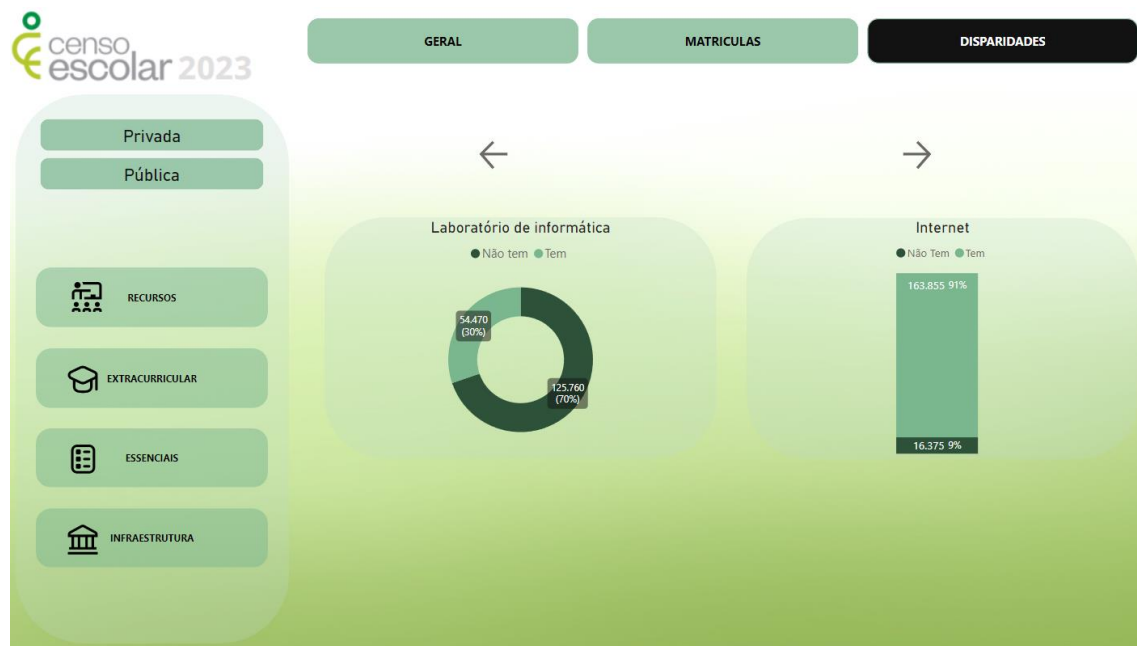 censo
escolar 2023
GERAL
MATRICULAS
DISPARIDADES
Privada
Pública
RECURSOS
EXTRACURRICULAR
ESSENCIAIS
INFRAESTRUTURA
Laboratório de informática
Não tem Tem
54.470
(30%)
125.760
(70%)
Internet
Não Tem Tem
163.855 91%
16.375 9%